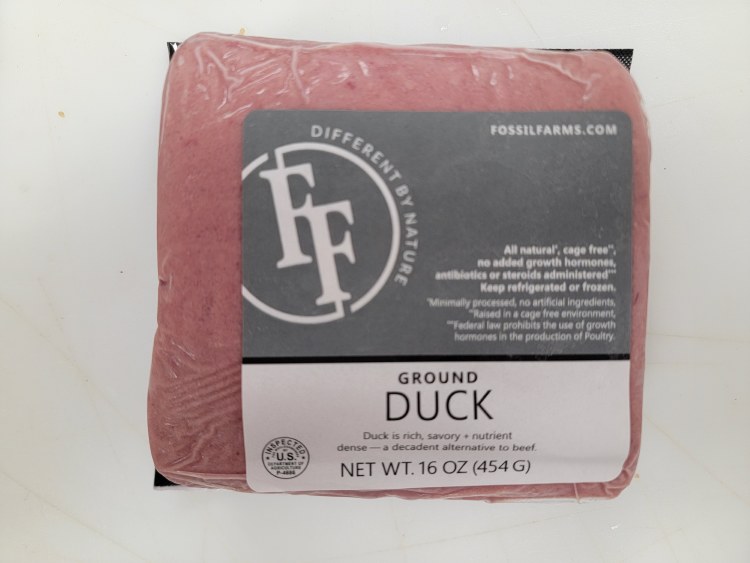 FOSSILFARMS.COM
DIFFERENT BY NATURE
FF
All natural*, cage free**,
no added growth hormones,
antibiotics or steroids administered***
Keep refrigerated or frozen.
*Minimally processed, no artificial ingredients,
**Raised in a cage free environment,
***Federal law prohibits the use of growth
hormones in the production of Poultry.
GROUND
DUCK
Duck is rich, savory + nutrient
dense — a decadent alternative to beef.
INSPECTED
U.S.
DEPARTMENT OF
AGRICULTURE
NET WT. 16 OZ (454 G)